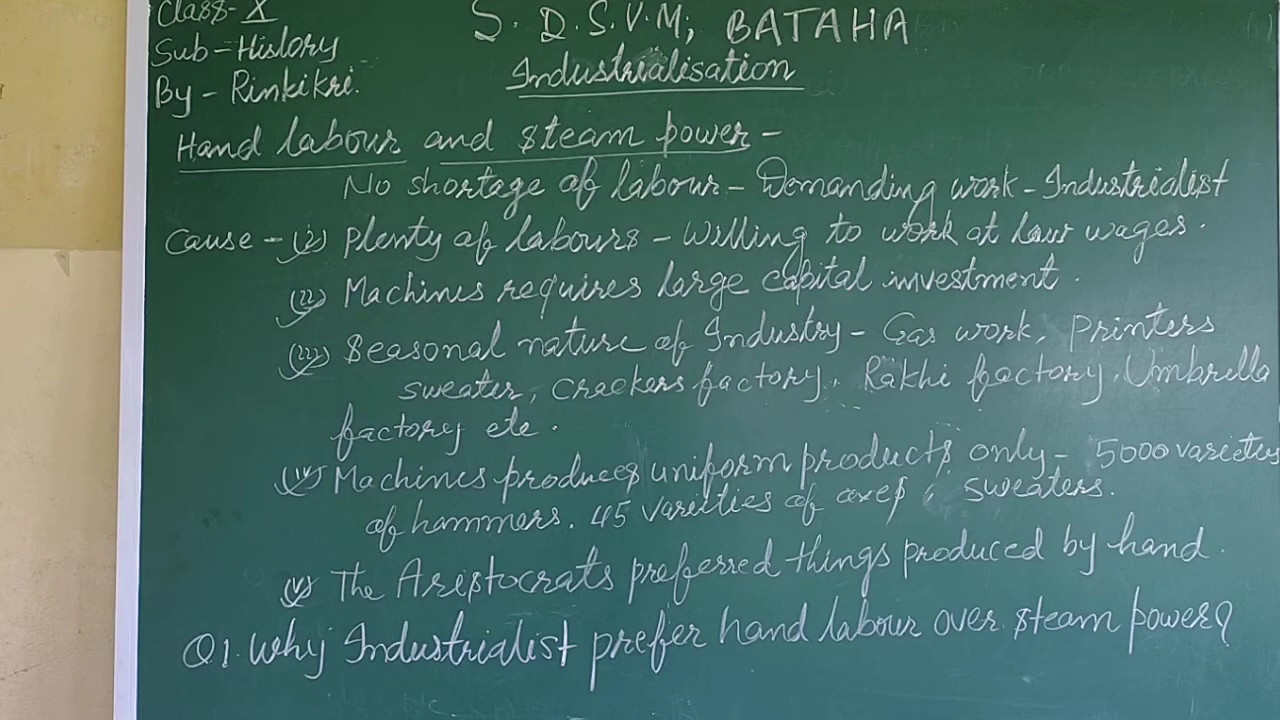 Class- X
S. D.S.V.M; BATAHA
Sub-History
Industrialisation
By - Rinkikri.
Hand labour and steam power -
No shortage of labour - Demanding work - Industrialist
Cause - (i) Plenty of labours - Willing to work at low wages.
(ii) Machines requires large capital investment.
(iii) Seasonal nature of Industry - Gas work, Printers
sweater, crackers factory, Rakhi factory, Umbrella
factory etc.
(iv) Machines produces uniform products only - 5000 varieties
of hammers. 45 varieties of axes, sweaters.
(v) The Aristocrats preferred things produced by hand.
Q1. Why Industrialist prefer hand labour over steam power?